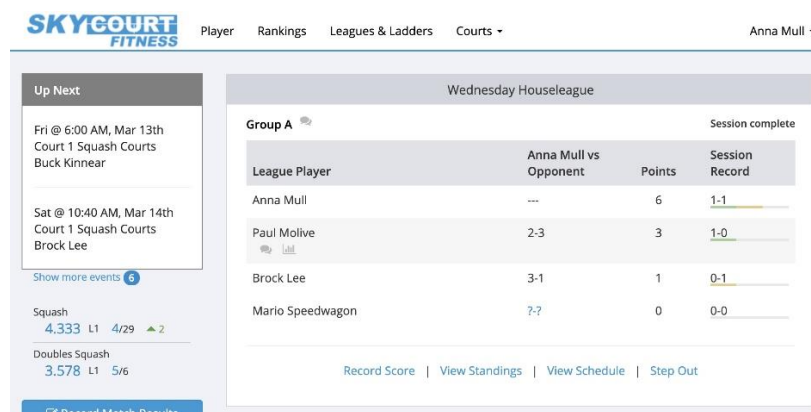 SKYCOURT
FITNESS
Player Rankings Leagues & Ladders Courts Anna Mull
Up Next
Fri @ 6:00 AM, Mar 13th
Court 1 Squash Courts
Buck Kinnear
Sat @ 10:40 AM, Mar 14th
Court 1 Squash Courts
Brock Lee
Show more events 6
Squash
4.333 L1 4/29 2
Doubles Squash
3.578 L1 5/6
Record Match Results
Wednesday Houseleague
Group A Session complete
League Player Anna Mull vs Opponent Points Session Record
Anna Mull --- 6 1-1
Paul Molive 2-3 3 1-0
Brock Lee 3-1 1 0-1
Mario Speedwagon ?-? 0 0-0
Record Score | View Standings | View Schedule | Step Out